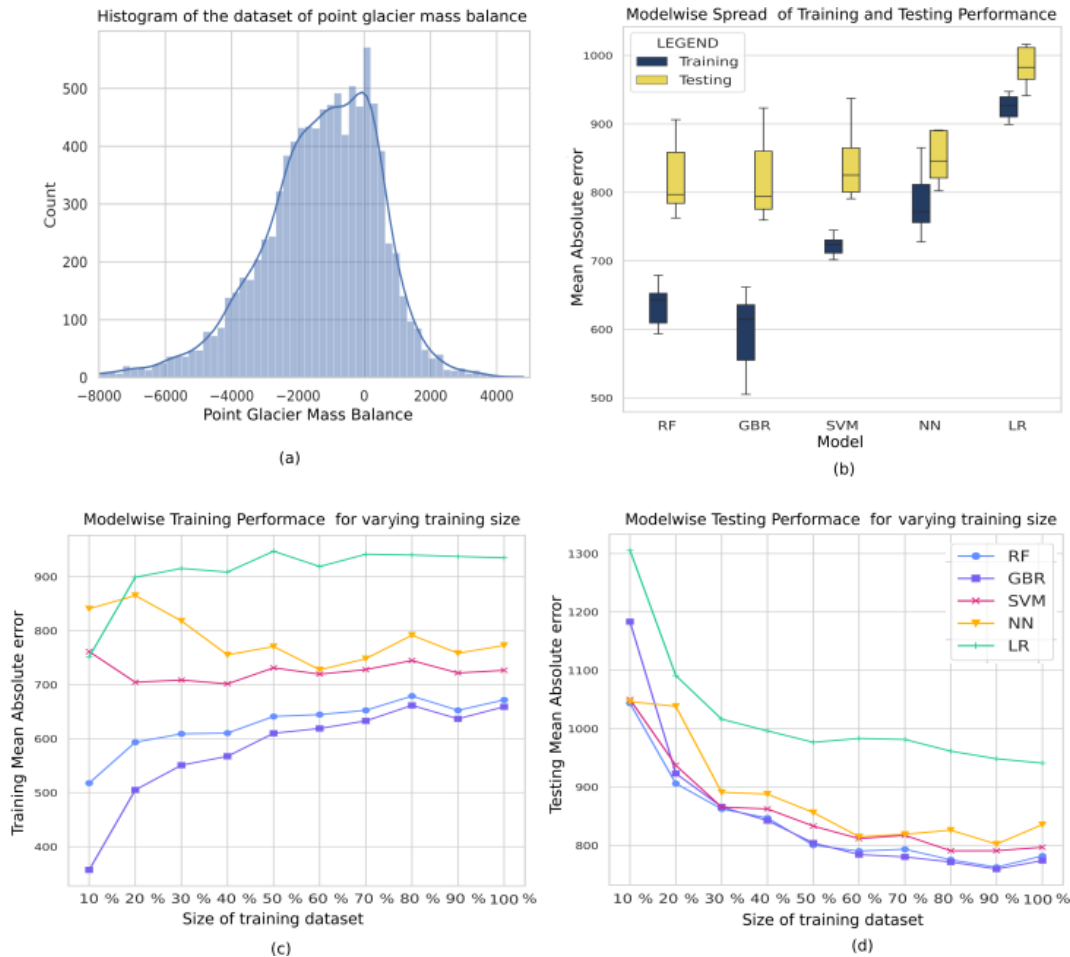 Histogram of the dataset of point glacier mass balance
500
400
300
200
100
0
Count
−8000
−6000
−4000
−2000
0
2000
4000
Point Glacier Mass Balance
(a)
Modelwise Spread of Training and Testing Performance
LEGEND
Training
Testing
1000
900
800
700
600
500
Mean Absolute error
RF
GBR
SVM
NN
LR
Model
(b)
Modelwise Training Performace for varying training size
900
800
700
600
500
400
Training Mean Absolute error
10 %
20 %
30 %
40 %
50 %
60 %
70 %
80 %
90 %
100 %
Size of training dataset
(c)
Modelwise Testing Performace for varying training size
RF
GBR
SVM
NN
LR
1300
1200
1100
1000
900
800
Testing Mean Absolute error
10 %
20 %
30 %
40 %
50 %
60 %
70 %
80 %
90 %
100 %
Size of training dataset
(d)